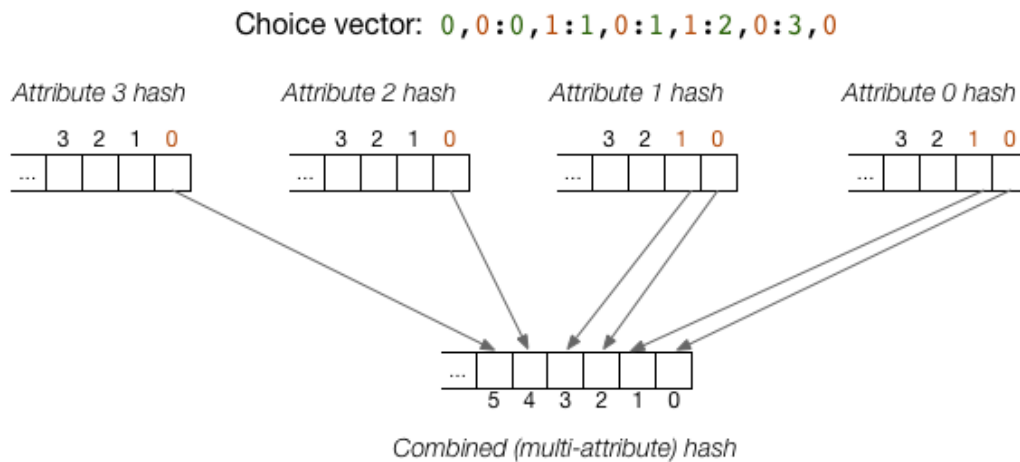 Choice vector: 0,0:0,1:1,0:1,1:2,0:3,0
Attribute 3 hash Attribute 2 hash Attribute 1 hash Attribute 0 hash
3 2 1 0 3 2 1 0 3 2 1 0 3 2 1 0
... ... ... ...
...
5 4 3 2 1 0
Combined (multi-attribute) hash